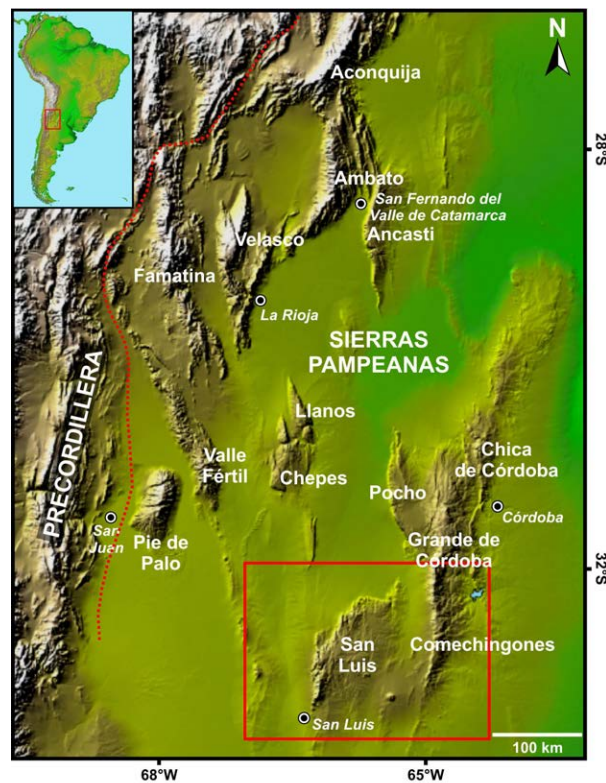 N
Aconquija
28°S
Ambato
San Fernando del
Valle de Catamarca
Ancasti
Velasco
Famatina
La Rioja
SIERRAS
PAMPEANAS
PRECORDILLERA
Llanos
Valle
Fértil
Chepes
Chica
de Córdoba
Pocho
Córdoba
San
Juan
Pie de
Palo
Grande de
Córdoba
32°S
San
Luis
Comechingones
San Luis
100 km
68°W
65°W